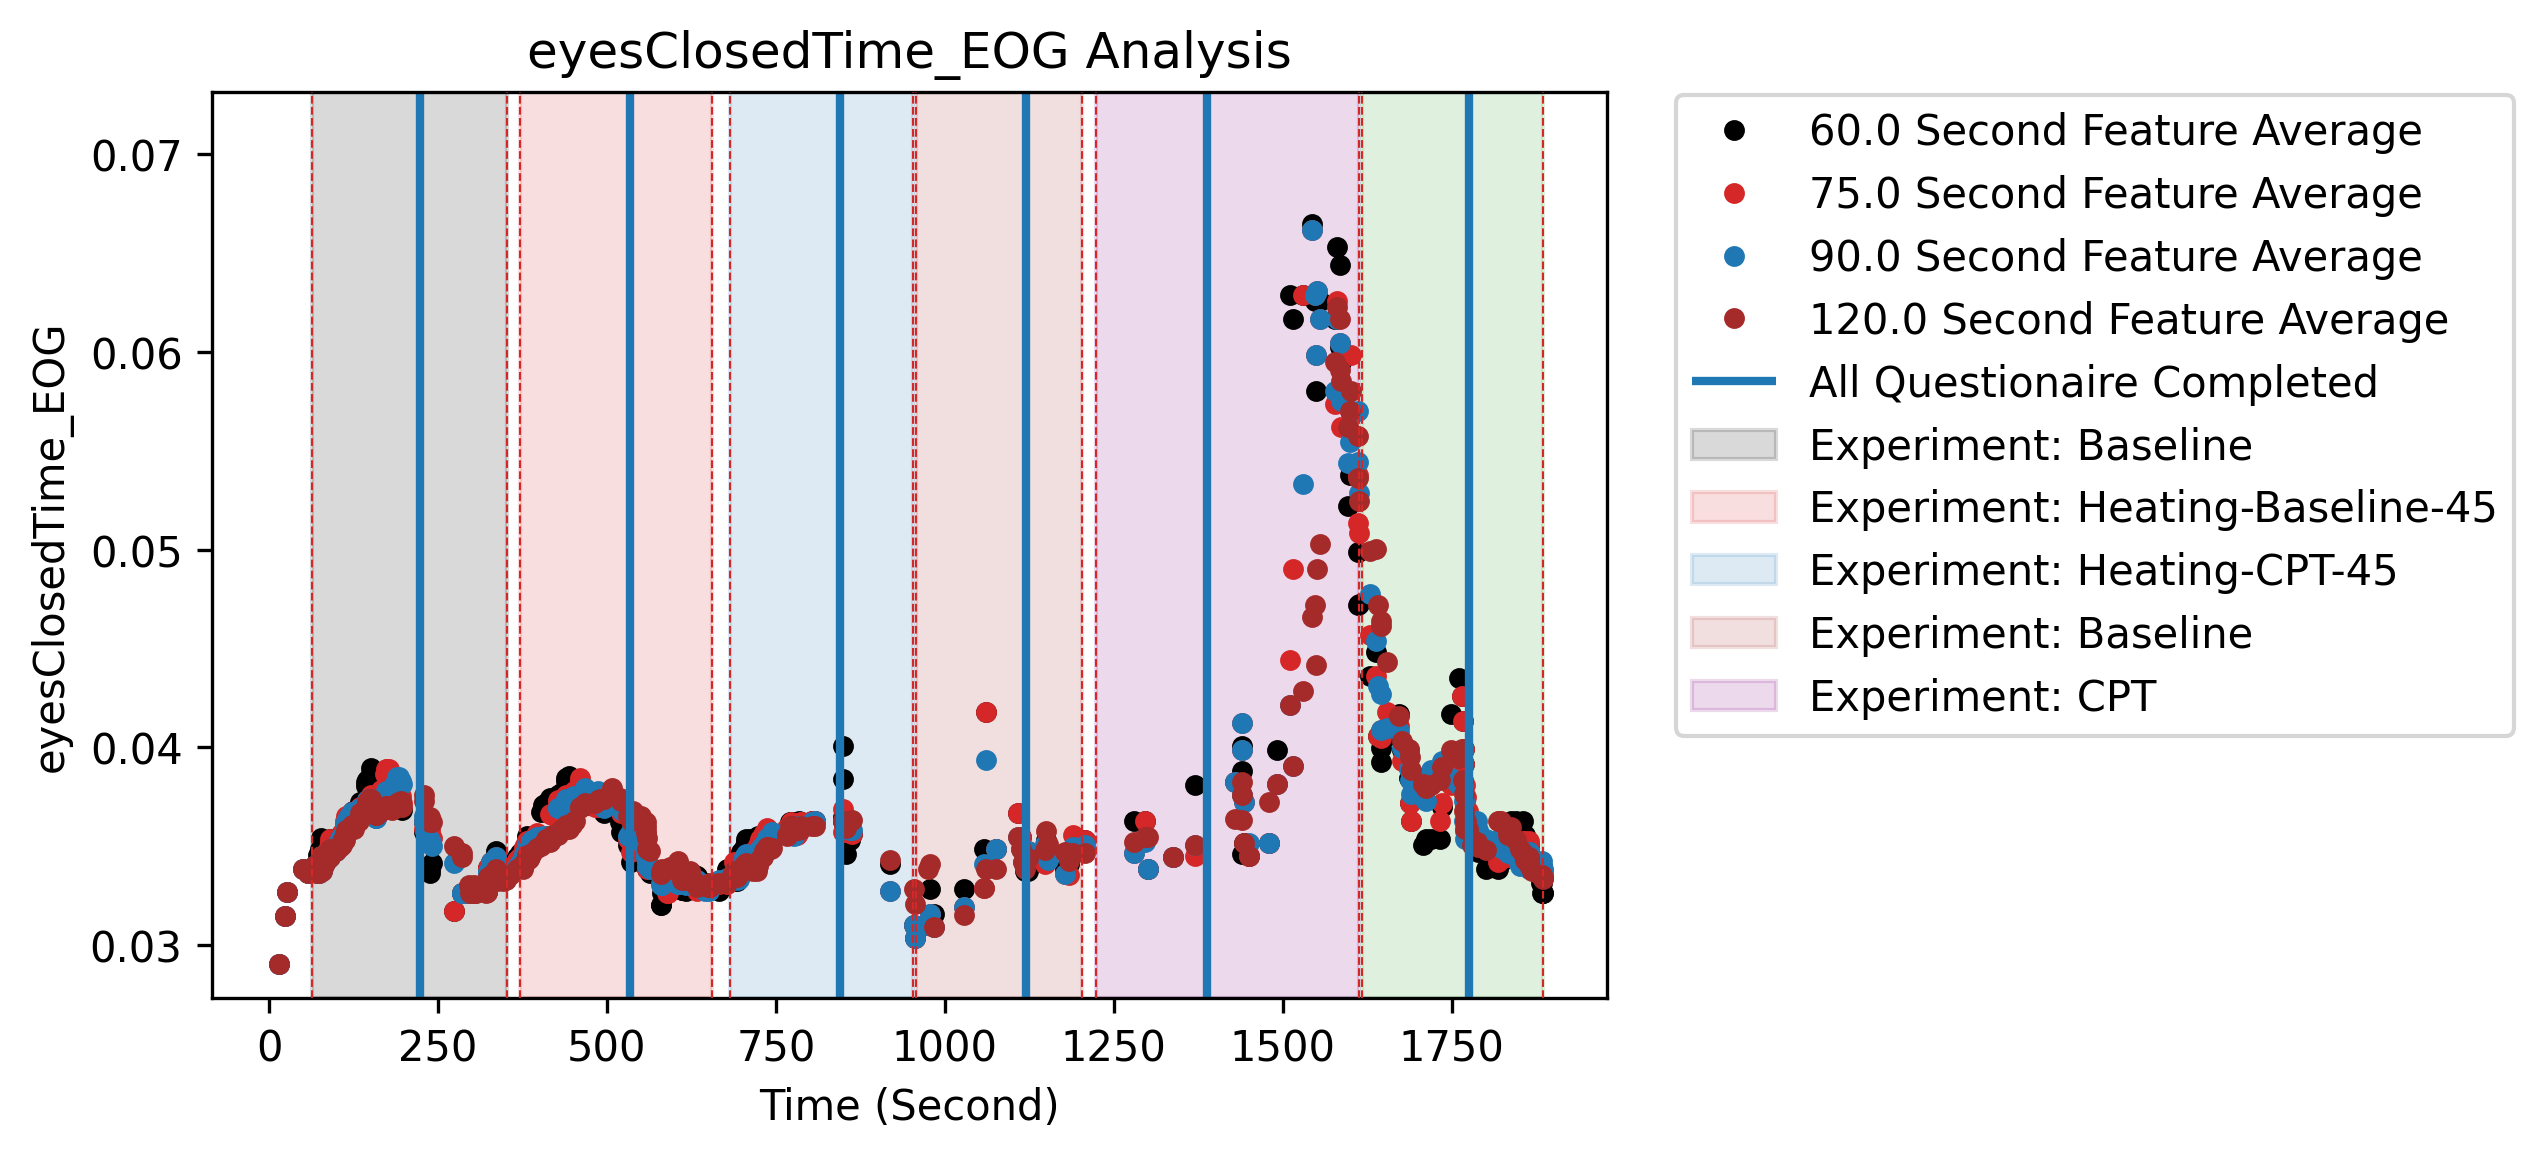 eyesClosedTime_EOG Analysis
eyesClosedTime_EOG
0.07
0.06
0.05
0.04
0.03
0 250 500 750 1000 1250 1500 1750
Time (Second)
60.0 Second Feature Average
75.0 Second Feature Average
90.0 Second Feature Average
120.0 Second Feature Average
All Questionaire Completed
Experiment: Baseline
Experiment: Heating-Baseline-45
Experiment: Heating-CPT-45
Experiment: Baseline
Experiment: CPT